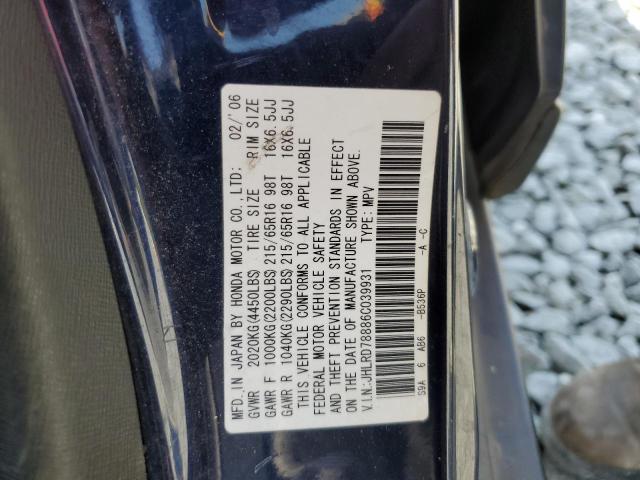 MFD. IN JAPAN BY HONDA MOTOR CO., LTD: 02/'06
GVWR 2020KG(4450LBS) TIRE SIZE RIM SIZE
GAWR F 1000KG(2200LBS) 215/65R16 98T 16X6.5JJ
GAWR R 1040KG(2290LBS) 215/65R16 98T 16X6.5JJ
THIS VEHICLE CONFORMS TO ALL APPLICABLE
FEDERAL MOTOR VEHICLE SAFETY
AND THEFT PREVENTION STANDARDS IN EFFECT
ON THE DATE OF MANUFACTURE SHOWN ABOVE.
V.I.N:JHLRD78886C039931 TYPE: MPV
S9A 6 AB6 -B536P -A -C